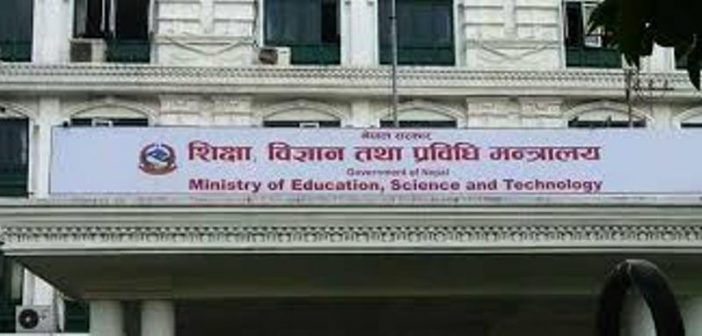 नेपाल सरकार
शिक्षा, विज्ञान तथा प्रविधि मन्त्रालय
Government of Nepal
Ministry of Education, Science and Technology